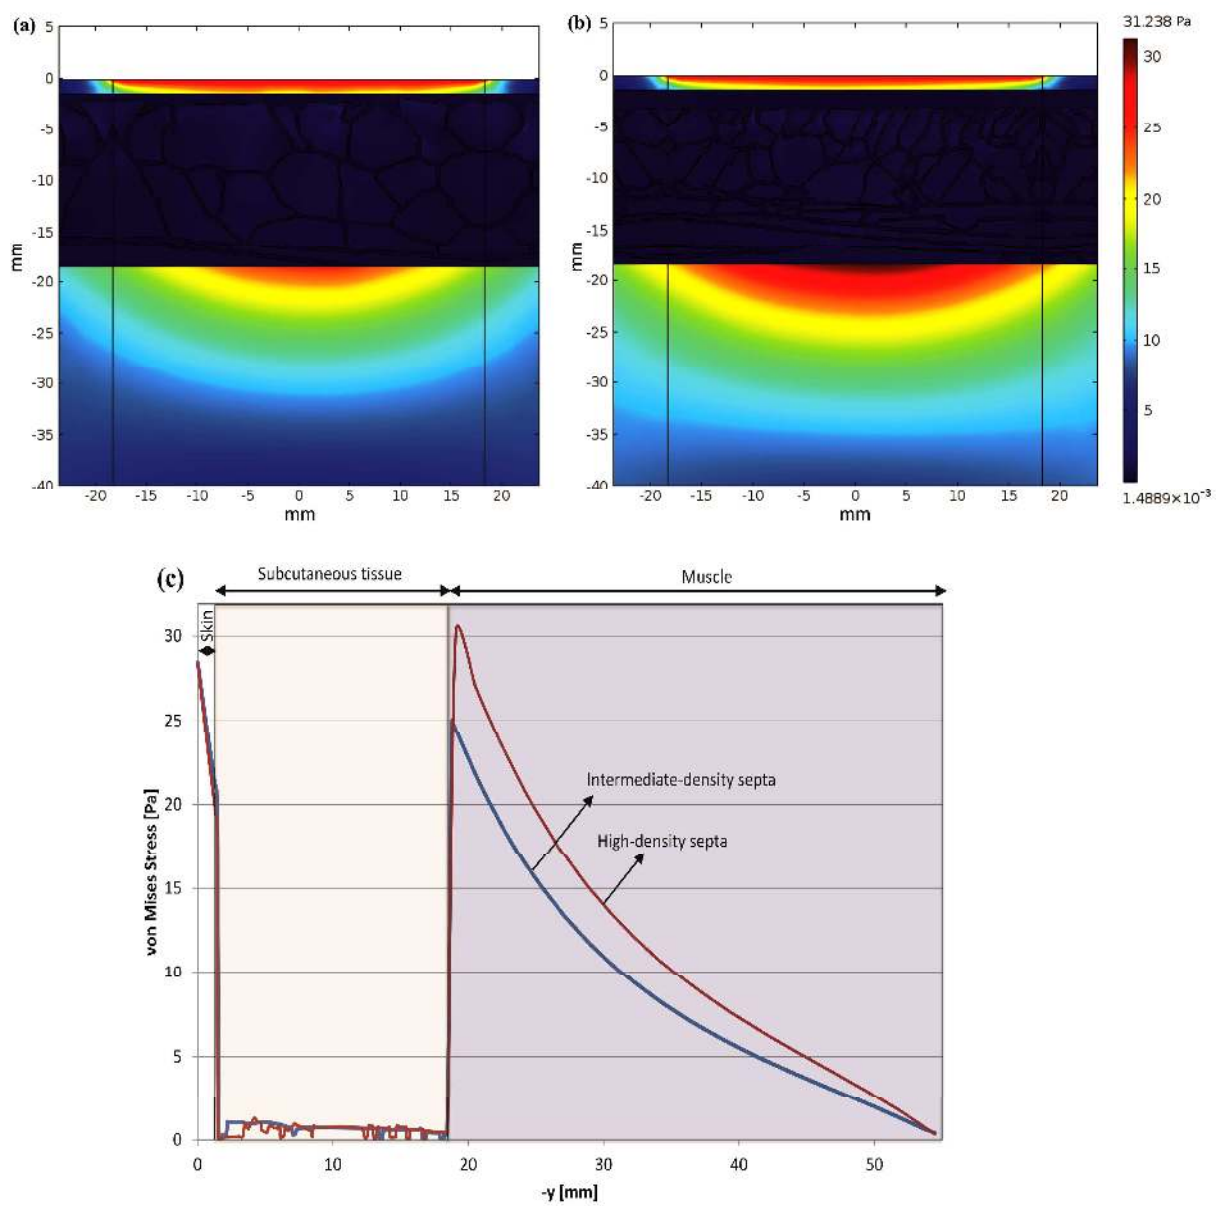 (a)
5
0
-5
-10
-15
-20
-25
-30
-35
-40
mm
-20 -15 -10 -5 0 5 10 15 20
mm
(b)
5
0
-5
-10
-15
-20
-25
-30
-35
-40
mm
-20 -15 -10 -5 0 5 10 15 20
mm
31.238 Pa
30
25
20
15
10
5
1.4889×10⁻³
(c)
Subcutaneous tissue
Muscle
Skin
30
25
20
15
10
5
0
von Mises Stress [Pa]
Intermediate-density septa
High-density septa
0 10 20 30 40 50
-y [mm]